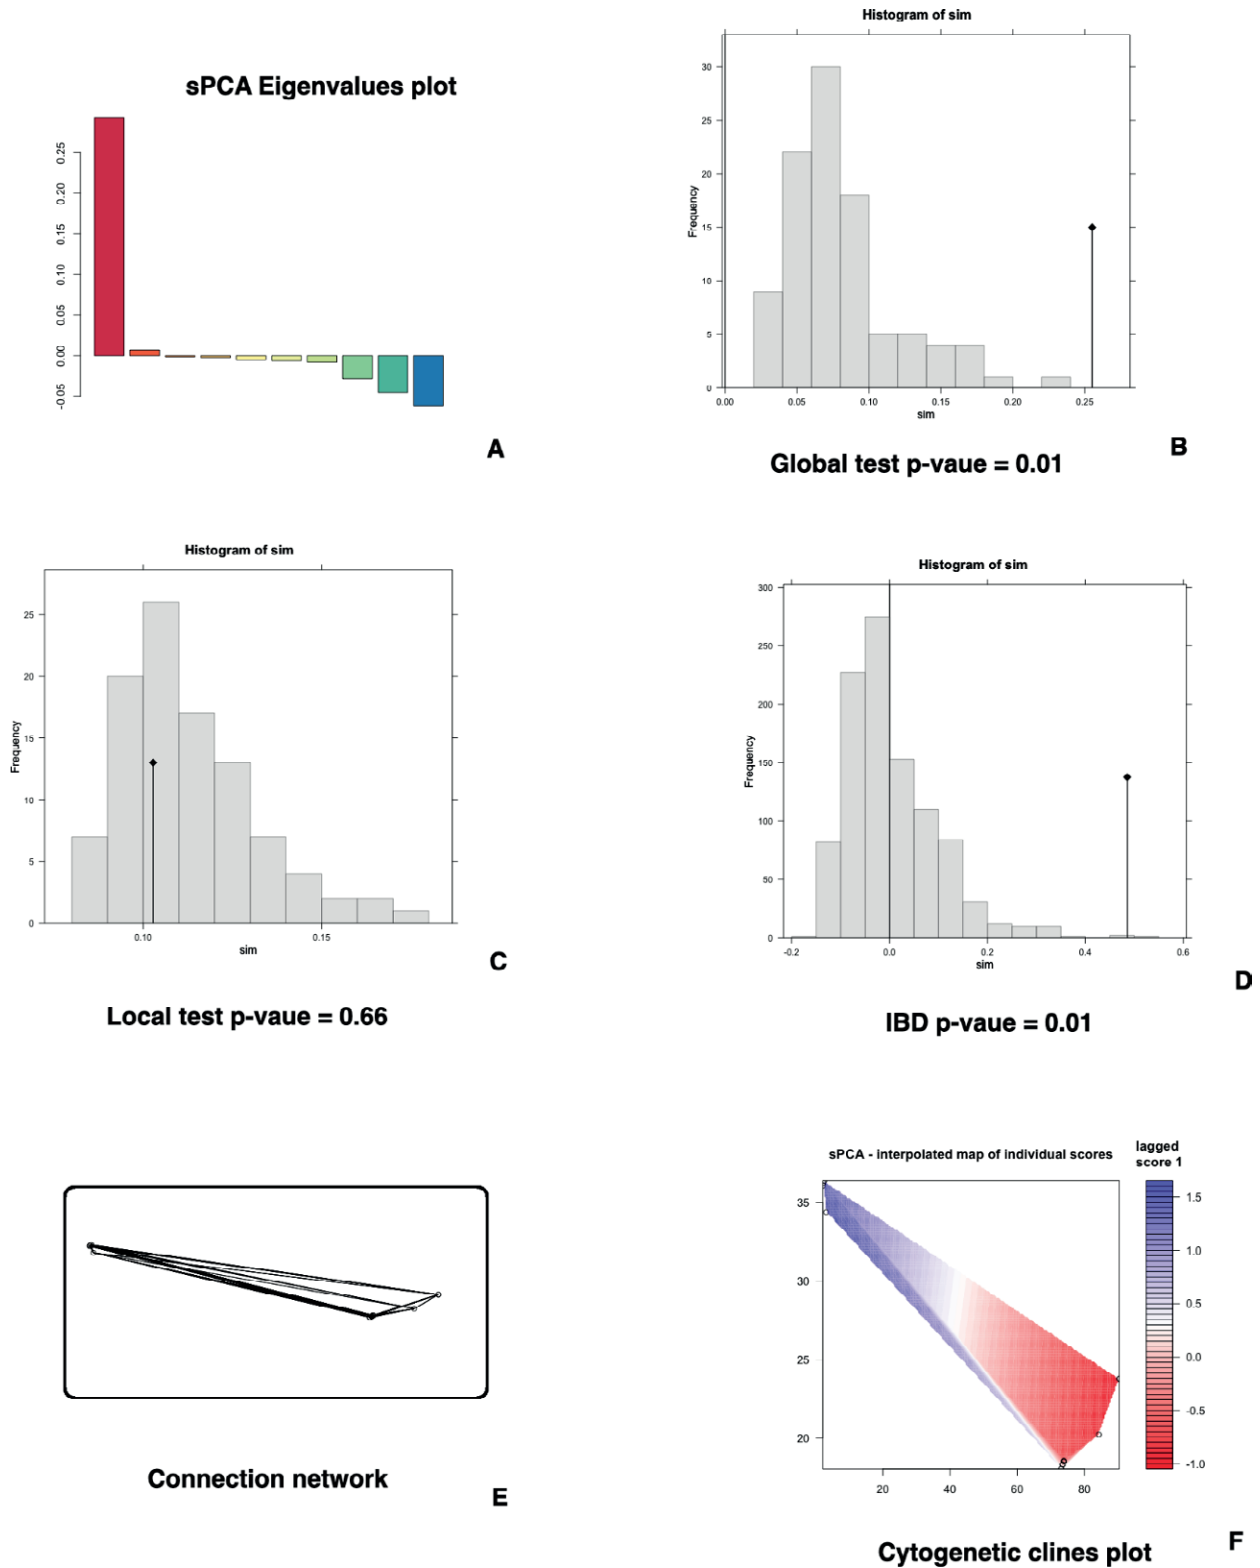 sPCA Eigenvalues plot
0.25
0.20
0.15
0.10
0.05
0.00
-0.05
A
Histogram of sim
Frequency
30
25
20
15
10
5
0
0.00 0.05 0.10 0.15 0.20 0.25
sim
B
Global test p-vaue = 0.01
Histogram of sim
Frequency
25
20
15
10
5
0
0.10 0.15
sim
C
Local test p-vaue = 0.66
Histogram of sim
Frequency
300
250
200
150
100
50
0
-0.2 0.0 0.2 0.4 0.6
sim
D
IBD p-vaue = 0.01
Connection network
E
sPCA - interpolated map of individual scores
lagged
score 1
35
30
25
20
20 40 60 80
1.5
1.0
0.5
0.0
-0.5
-1.0
Cytogenetic clines plot
F